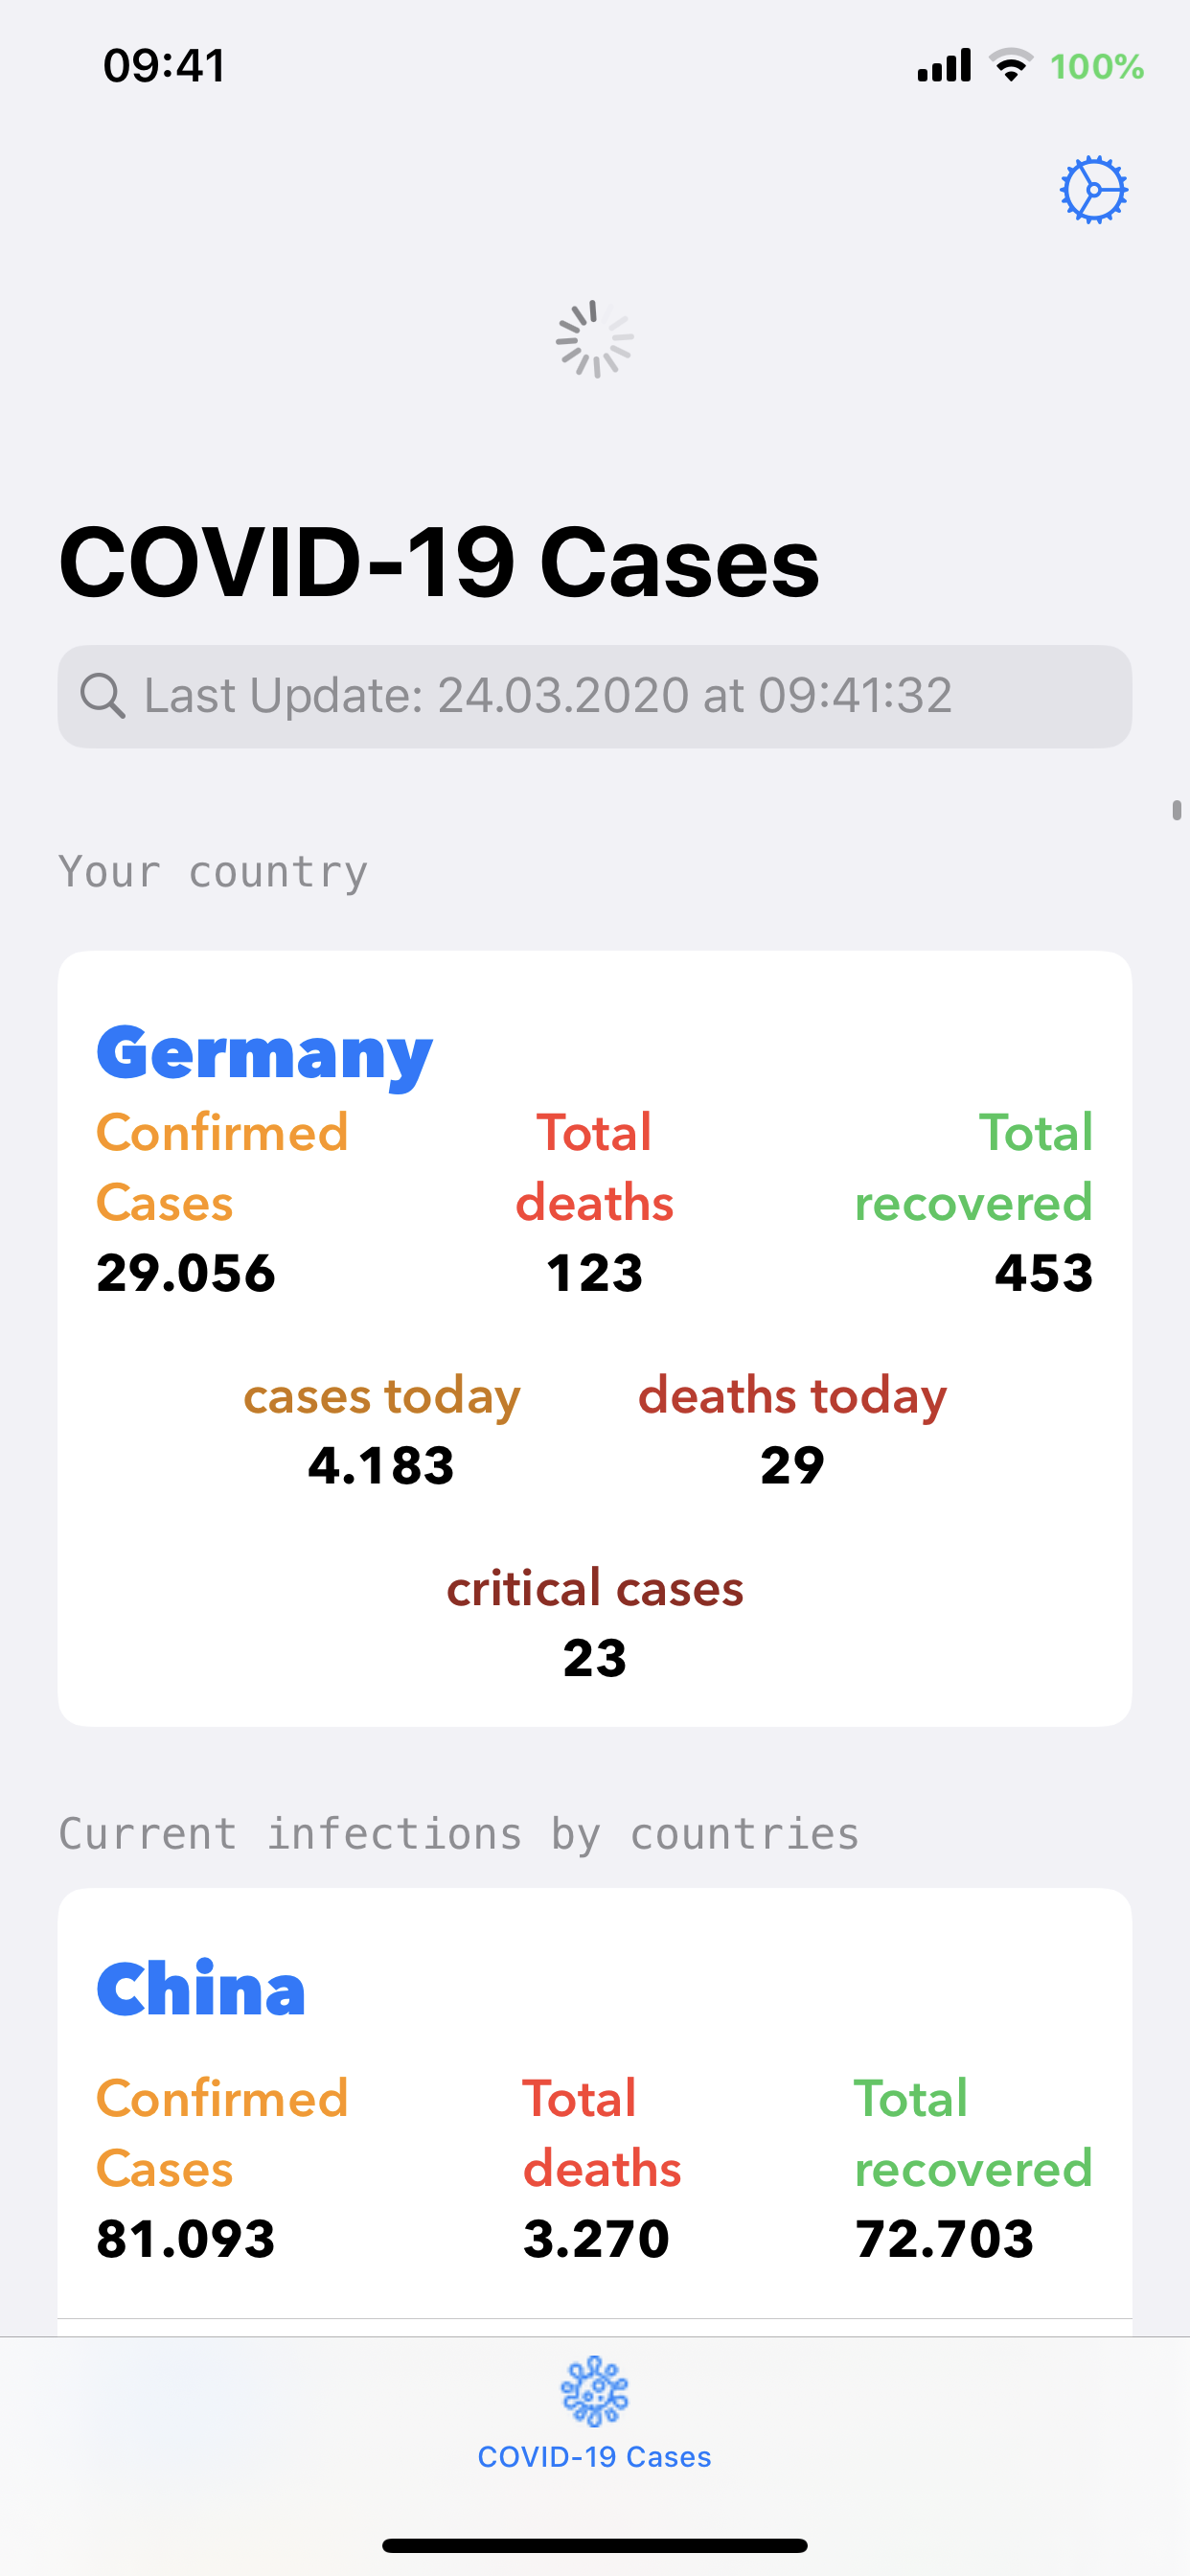 09:41 100%
COVID-19 Cases
Last Update: 24.03.2020 at 09:41:32
Your country
Germany
Confirmed Total Total
Cases deaths recovered
29.056 123 453
cases today deaths today
4.183 29
critical cases
23
Current infections by countries
China
Confirmed Total Total
Cases deaths recovered
81.093 3.270 72.703
COVID-19 Cases